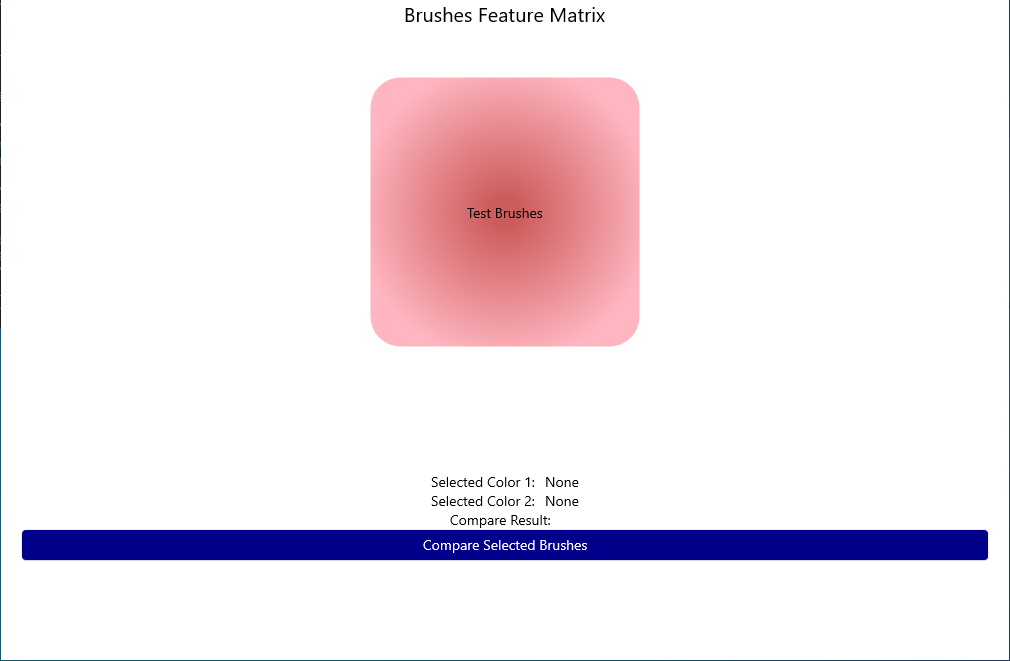 Brushes Feature Matrix
Test Brushes
Selected Color 1: None
Selected Color 2: None
Compare Result:
Compare Selected Brushes